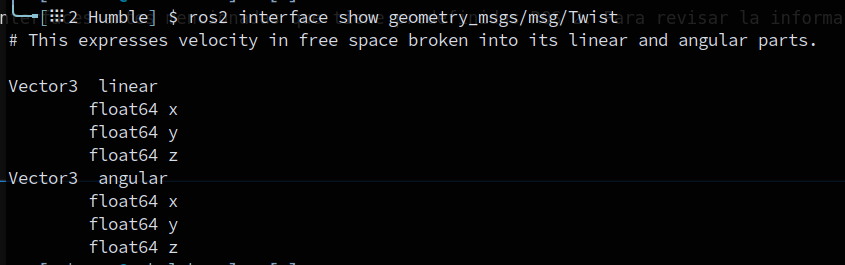 [⠿2 Humble] $ ros2 interface show geometry_msgs/msg/Twist
# This expresses velocity in free space broken into its linear and angular parts.
Vector3  linear
float64 x
float64 y
float64 z
Vector3  angular
float64 x
float64 y
float64 z